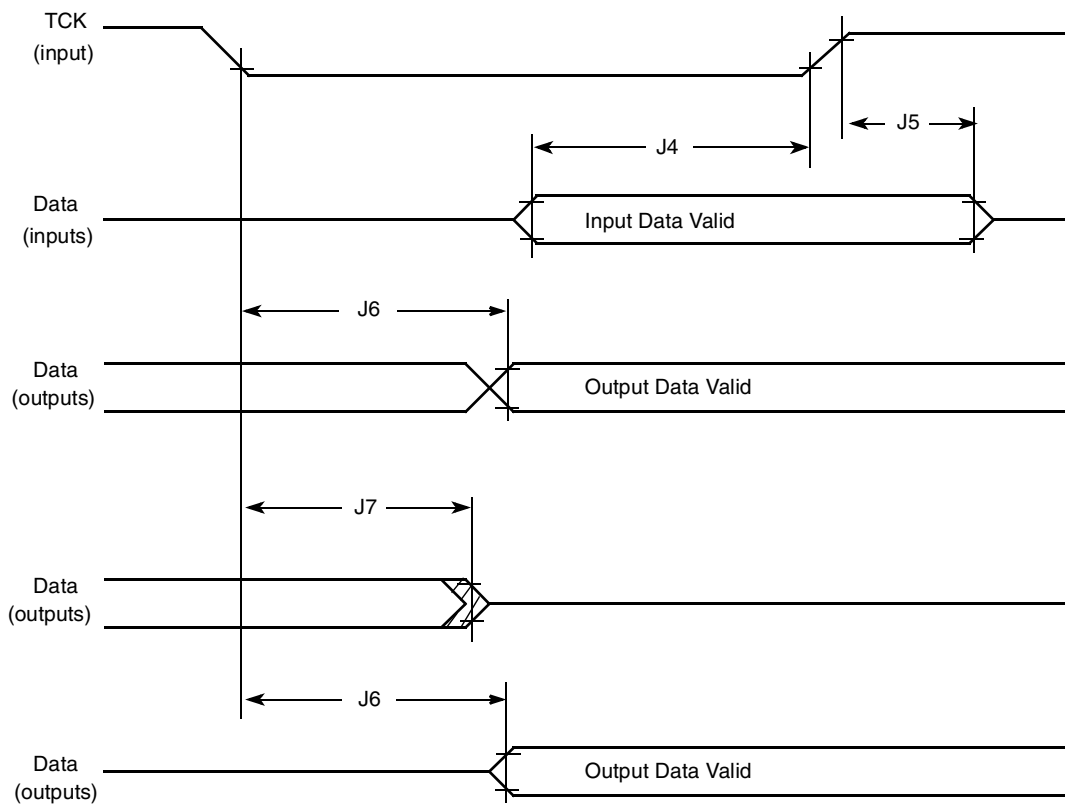 TCK
(input)
J5
J4
Data
(inputs)
Input Data Valid
J6
Data
(outputs)
Output Data Valid
J7
Data
(outputs)
J6
Data
(outputs)
Output Data Valid